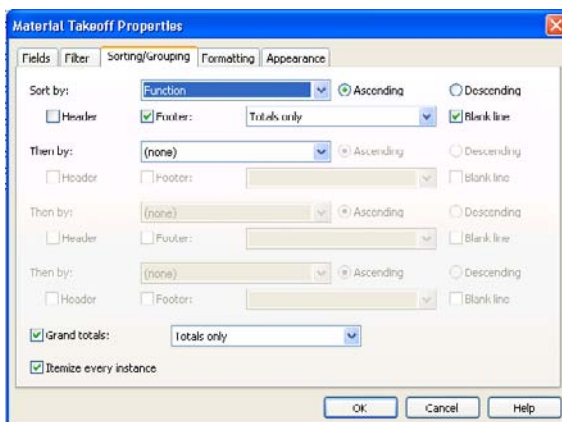 Material Takeoff Properties
Fields Filter Sorting/Grouping Formatting Appearance
Sort by: Function Ascending Descending
Header Footer: Totals only Blank line
Then by: (none) Ascending Descending
Header Footer: Blank line
Then by: (none) Ascending Descending
Header Footer: Blank line
Then by: (none) Ascending Descending
Header Footer: Blank line
Grand totals: Totals only
Itemize every instance
OK Cancel Help